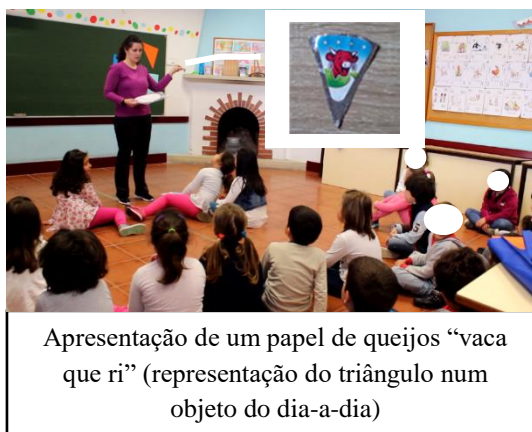 Apresentação de um papel de queijos “vaca
que ri” (representação do triângulo num
objeto do dia-a-dia)